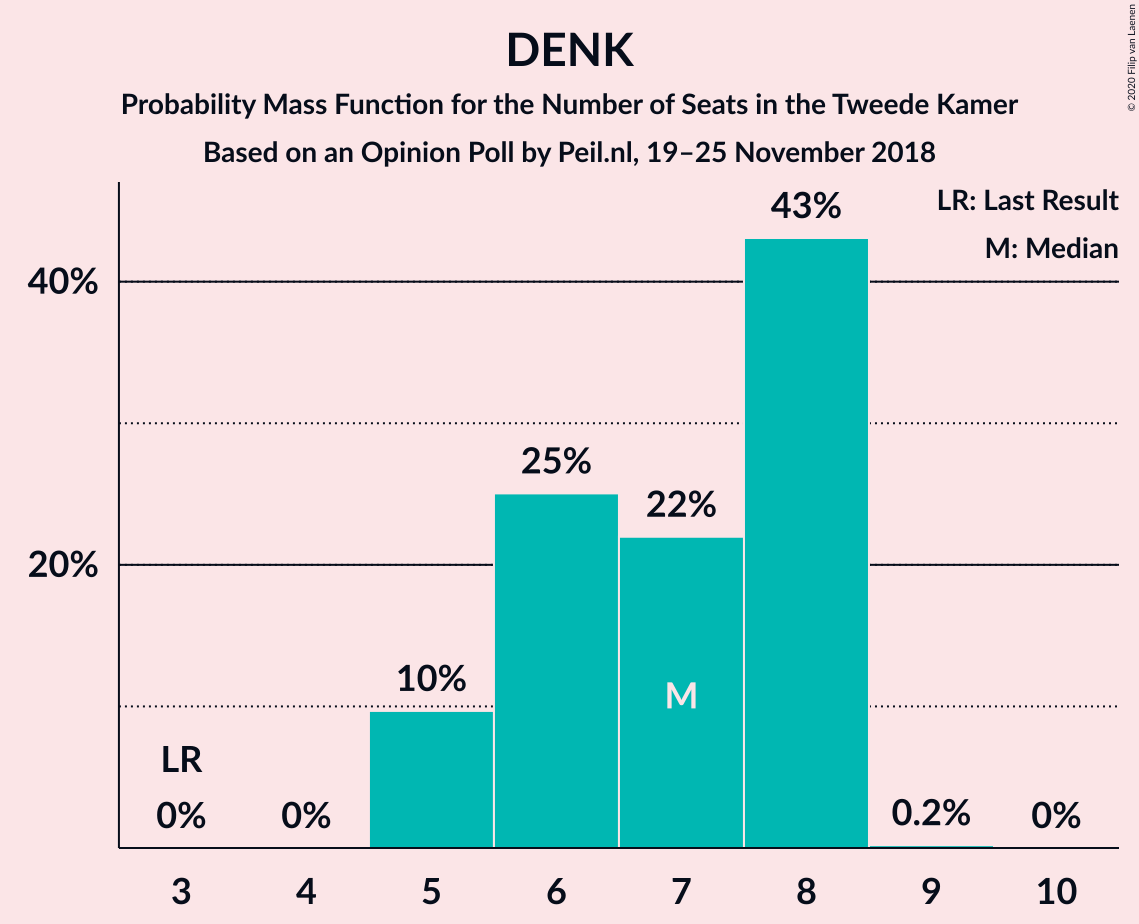 DENK
Probability Mass Function for the Number of Seats in the Tweede Kamer
Based on an Opinion Poll by Peil.nl, 19–25 November 2018
© 2020 Filip van Laenen
LR: Last Result
M: Median
40%
20%
43%
25%
22%
10%
M
LR
0%
0%
0.2%
0%
3 4 5 6 7 8 9 10